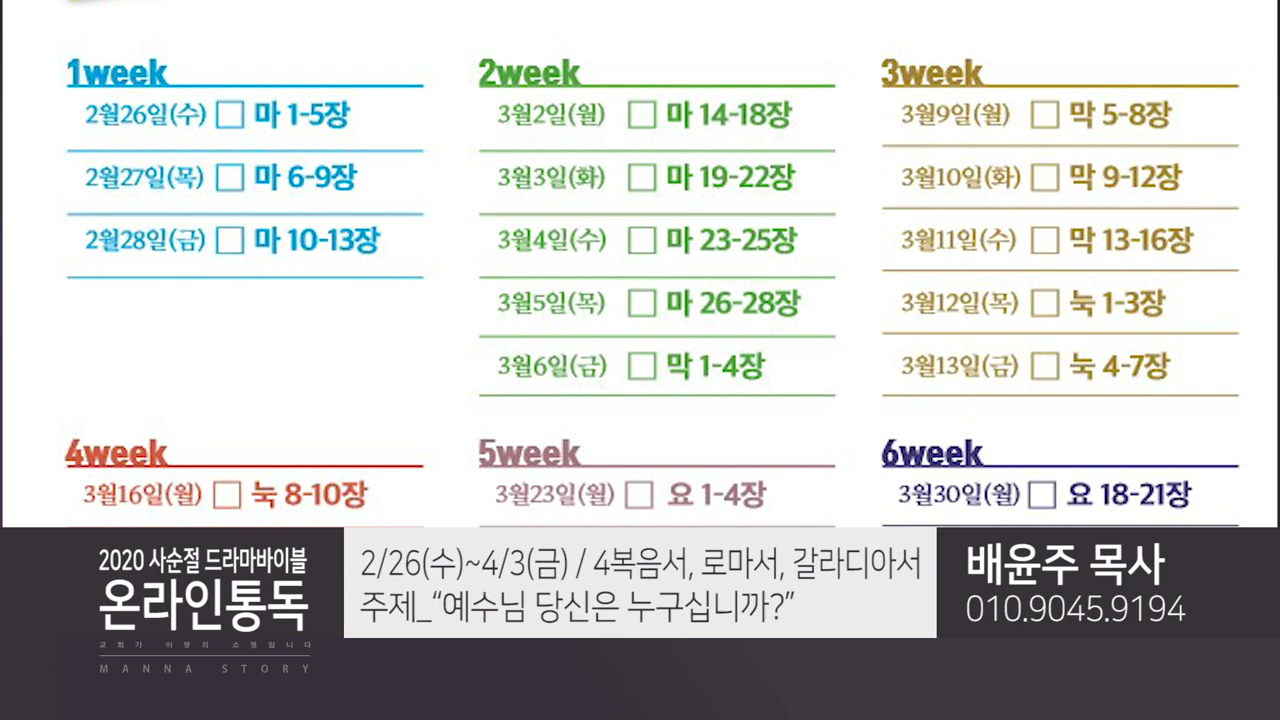 1week
2월26일(수) 마 1-5장
2월27일(목) 마 6-9장
2월28일(금) 마 10-13장
2week
3월2일(월) 마 14-18장
3월3일(화) 마 19-22장
3월4일(수) 마 23-25장
3월5일(목) 마 26-28장
3월6일(금) 막 1-4장
3week
3월9일(월) 막 5-8장
3월10일(화) 막 9-12장
3월11일(수) 막 13-16장
3월12일(목) 눅 1-3장
3월13일(금) 눅 4-7장
4week
3월16일(월) 눅 8-10장
5week
3월23일(월) 요 1-4장
6week
3월30일(월) 요 18-21장
2020 사순절 드라마바이블
온라인통독
교회가 이땅의 소망입니다
MANNA STORY
2/26(수)~4/3(금) / 4복음서, 로마서, 갈라디아서
주제_“예수님 당신은 누구십니까?”
배윤주 목사
010.9045.9194